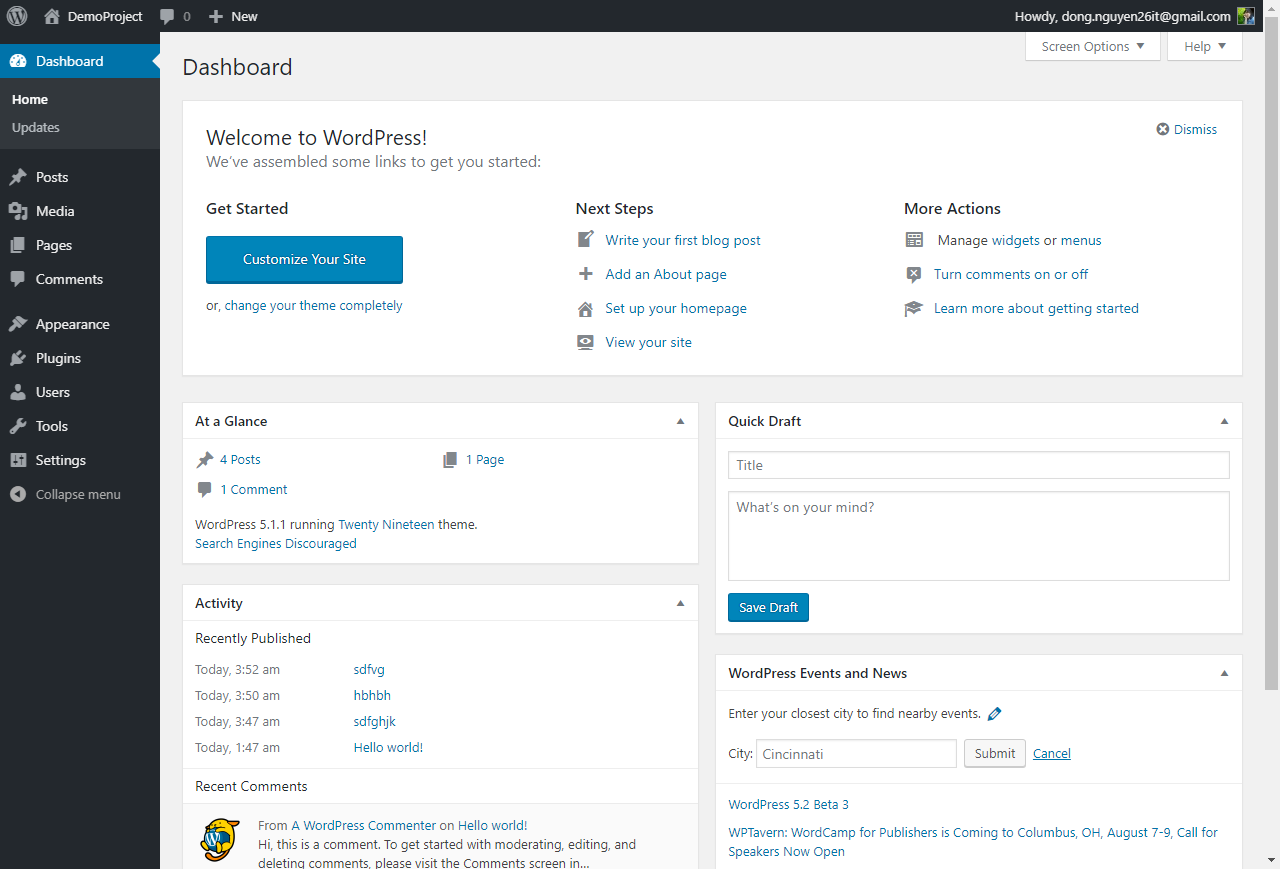 DemoProject 0 New
Howdy, dong.nguyen26it@gmail.com
Dashboard
Home
Updates
Posts
Media
Pages
Comments
Appearance
Plugins
Users
Tools
Settings
Collapse menu
Screen Options
Help
Dashboard
Welcome to WordPress!
We've assembled some links to get you started:
Dismiss
Get Started
Customize Your Site
or, change your theme completely
Next Steps
Write your first blog post
Add an About page
Set up your homepage
View your site
More Actions
Manage widgets or menus
Turn comments on or off
Learn more about getting started
At a Glance
4 Posts
1 Page
1 Comment
WordPress 5.1.1 running Twenty Nineteen theme.
Search Engines Discouraged
Activity
Recently Published
Today, 3:52 am sdfvg
Today, 3:50 am hbhbh
Today, 3:47 am sdfghjk
Today, 1:47 am Hello world!
Recent Comments
From A WordPress Commenter on Hello world!
Hi, this is a comment. To get started with moderating, editing, and
deleting comments, please visit the Comments screen in…
Quick Draft
Title
What's on your mind?
Save Draft
WordPress Events and News
Enter your closest city to find nearby events.
City: Cincinnati Submit Cancel
WordPress 5.2 Beta 3
WPTavern: WordCamp for Publishers is Coming to Columbus, OH, August 7-9, Call for
Speakers Now Open